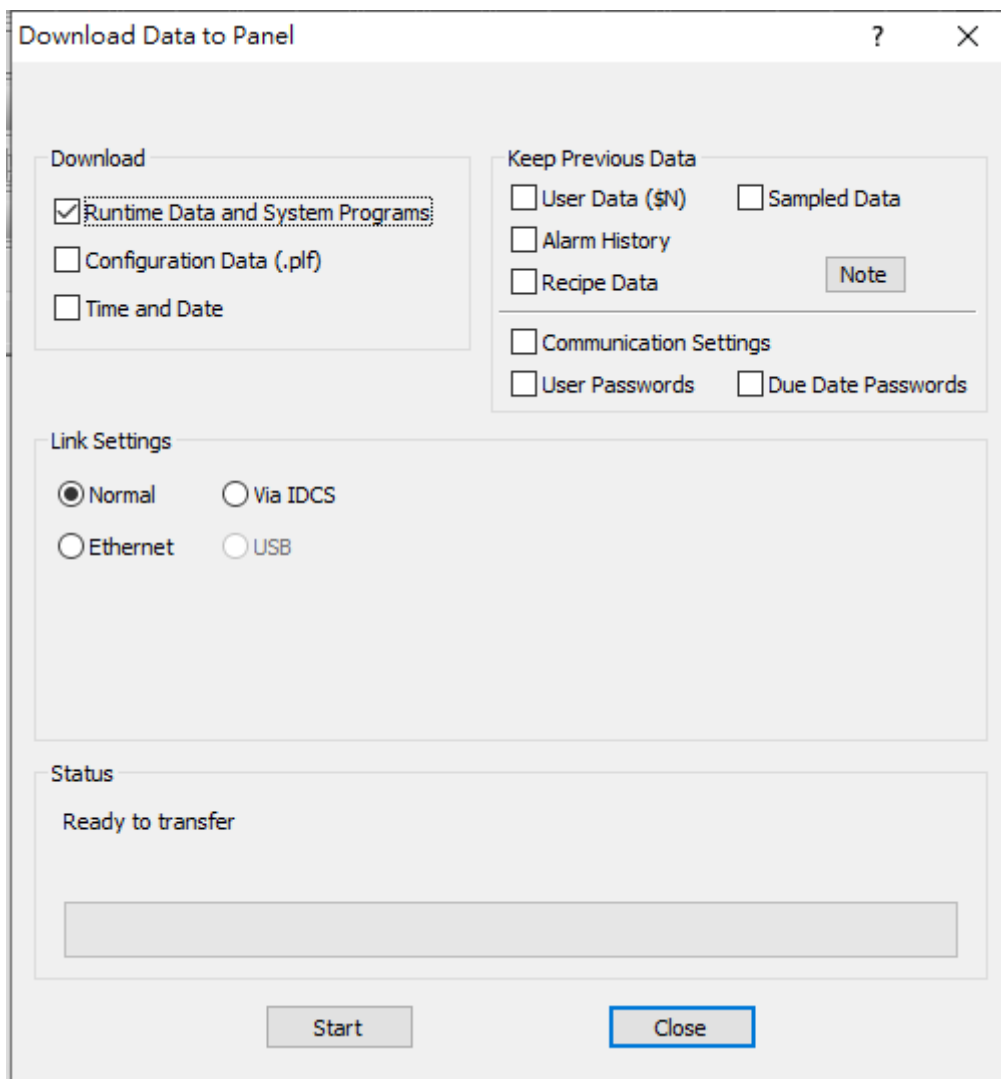 Download Data to Panel
?
Download
Runtime Data and System Programs
Configuration Data (.plf)
Time and Date
Keep Previous Data
User Data ($N)
Sampled Data
Alarm History
Recipe Data
Note
Communication Settings
User Passwords
Due Date Passwords
Link Settings
Normal
Via IDCS
Ethernet
USB
Status
Ready to transfer
Start
Close